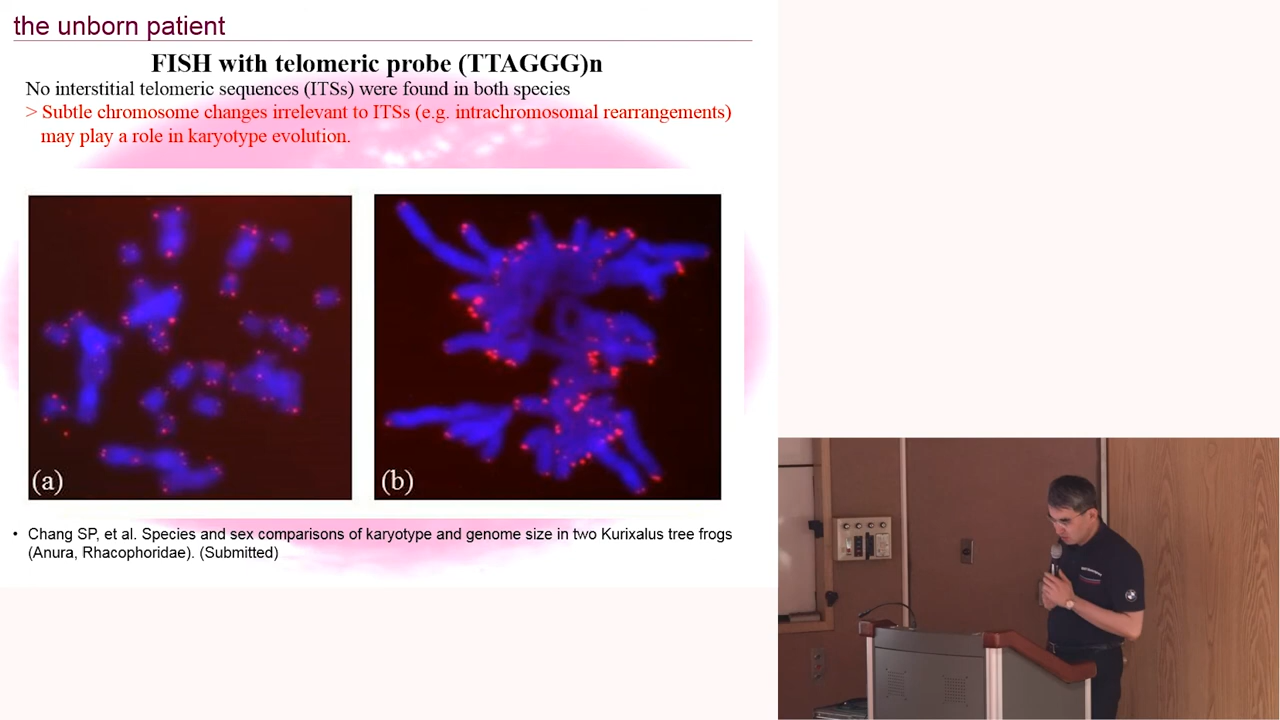 the unborn patient
FISH with telomeric probe (TTAGGG)n
No interstitial telomeric sequences (ITSs) were found in both species
> Subtle chromosome changes irrelevant to ITSs (e.g. intrachromosomal rearrangements)
may play a role in karyotype evolution.
(a)
(b)
• Chang SP, et al. Species and sex comparisons of karyotype and genome size in two Kurixalus tree frogs
(Anura, Rhacophoridae). (Submitted)